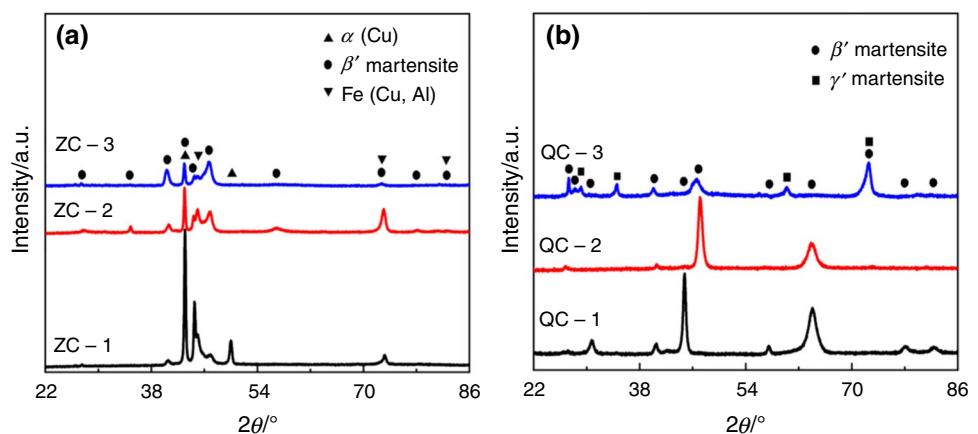 (a)
α (Cu)
β′ martensite
Fe (Cu, Al)
ZC – 3
ZC – 2
ZC – 1
Intensity/a.u.
22 38 54 70 86
2θ/°
(b)
β′ martensite
γ′ martensite
QC – 3
QC – 2
QC – 1
Intensity/a.u.
22 38 54 70 86
2θ/°